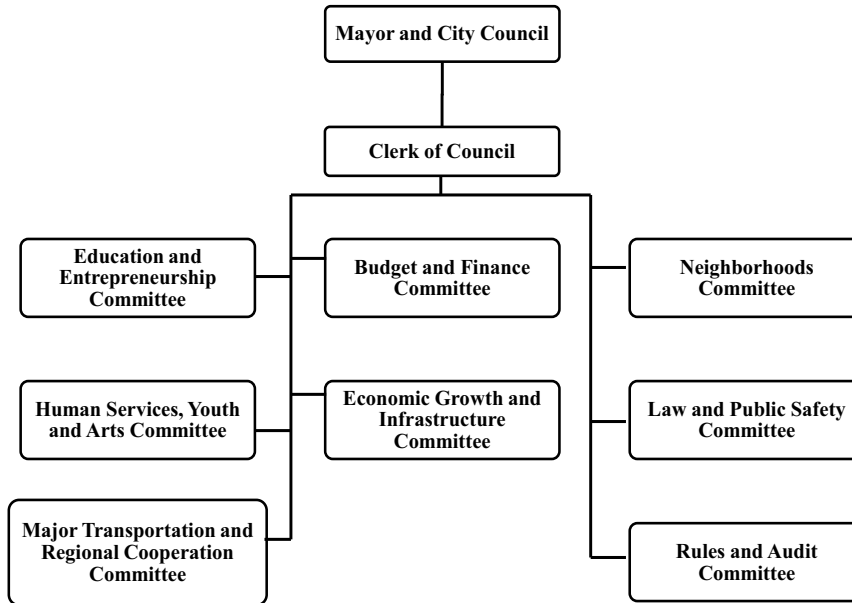 Mayor and City Council
Clerk of Council
Education and
Entrepreneurship
Committee
Budget and Finance
Committee
Neighborhoods
Committee
Human Services, Youth
and Arts Committee
Economic Growth and
Infrastructure
Committee
Law and Public Safety
Committee
Major Transportation and
Regional Cooperation
Committee
Rules and Audit
Committee